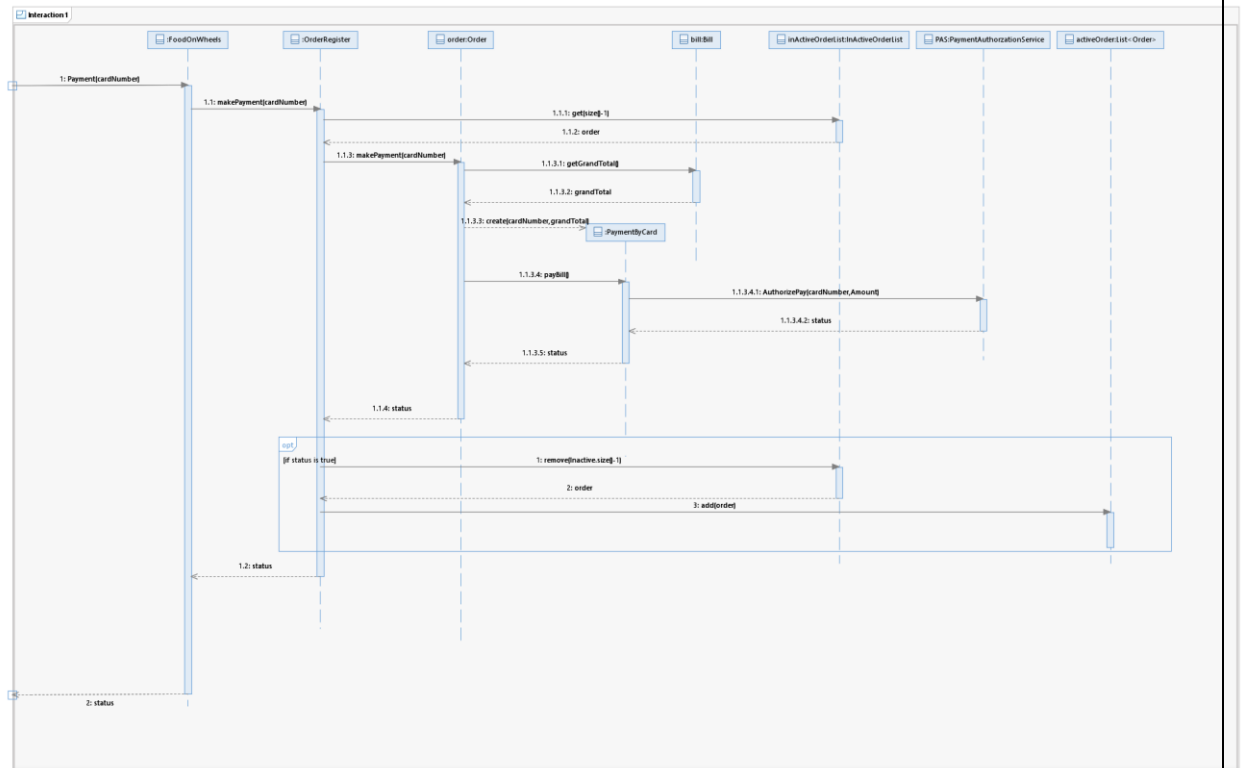 Interaction1
:FoodOnWheels
:OrderRegister
order:Order
bill:Bill
inActiveOrderList:InActiveOrderList
PAS:PaymentAuthorzationService
activeOrder:List<Order>
1: Payment(cardNumber)
1.1: makePayment(cardNumber)
1.1.1: get(size()-1)
1.1.2: order
1.1.3: makePayment(cardNumber)
1.1.3.1: getGrandTotal()
1.1.3.2: grandTotal
1.1.3.3: create(cardNumber,grandTotal)
:PaymentByCard
1.1.3.4: payBill()
1.1.3.4.1: AuthorizePay(cardNumber,Amount)
1.1.3.4.2: status
1.1.3.5: status
1.1.4: status
opt
[if status is true]
1: remove(Inactive.size()-1)
2: order
3: add(order)
1.2: status
2: status